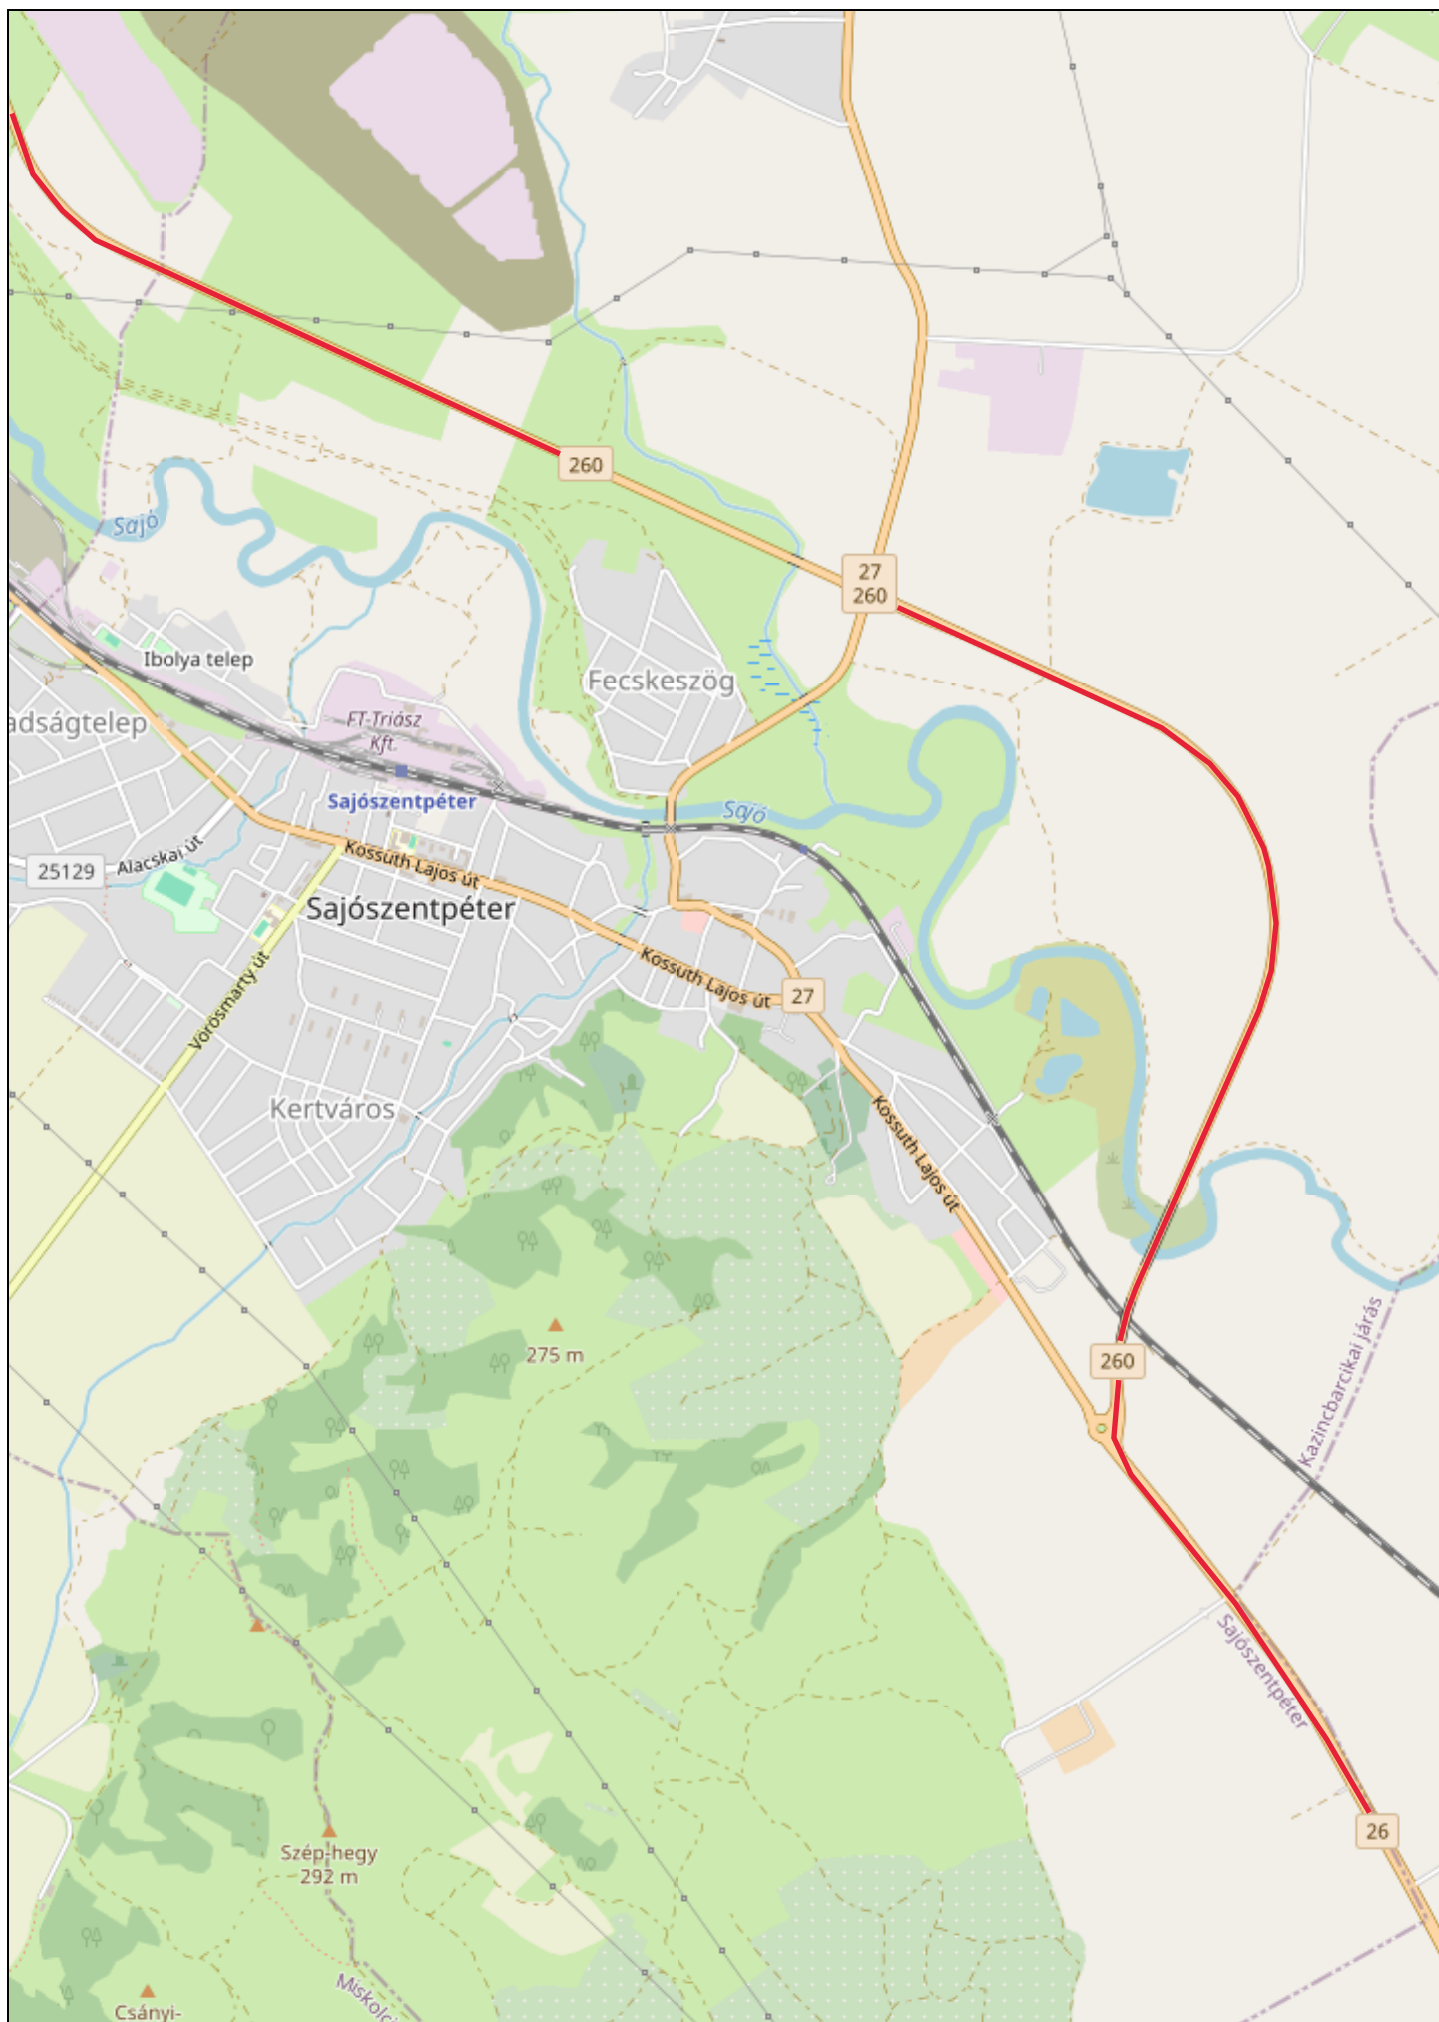 260
27
260
Sajó
Ibolya telep
Fecskeszög
adságtelep
FT-Triász
Kft.
Sajószentpéter
Sajó
Alacskai út
25129
Kossuth Lajos út
Sajószentpéter
Kossuth Lajos út
27
Vörösmarty út
Kertváros
Kossuth Lajos út
275 m
260
Kazincbarcikai járás
Sajószentpéter
26
Szép-hegy
292 m
Miskolci
Csányi-